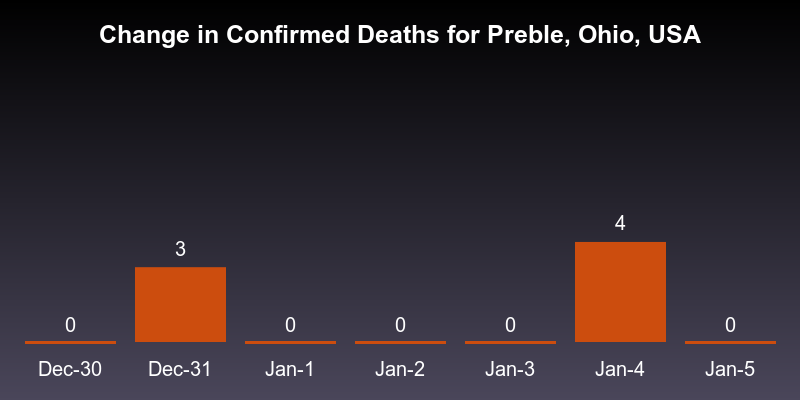 Change in Confirmed Deaths for Preble, Ohio, USA
4
3
0 0 0 0 0
Dec-30 Dec-31 Jan-1 Jan-2 Jan-3 Jan-4 Jan-5